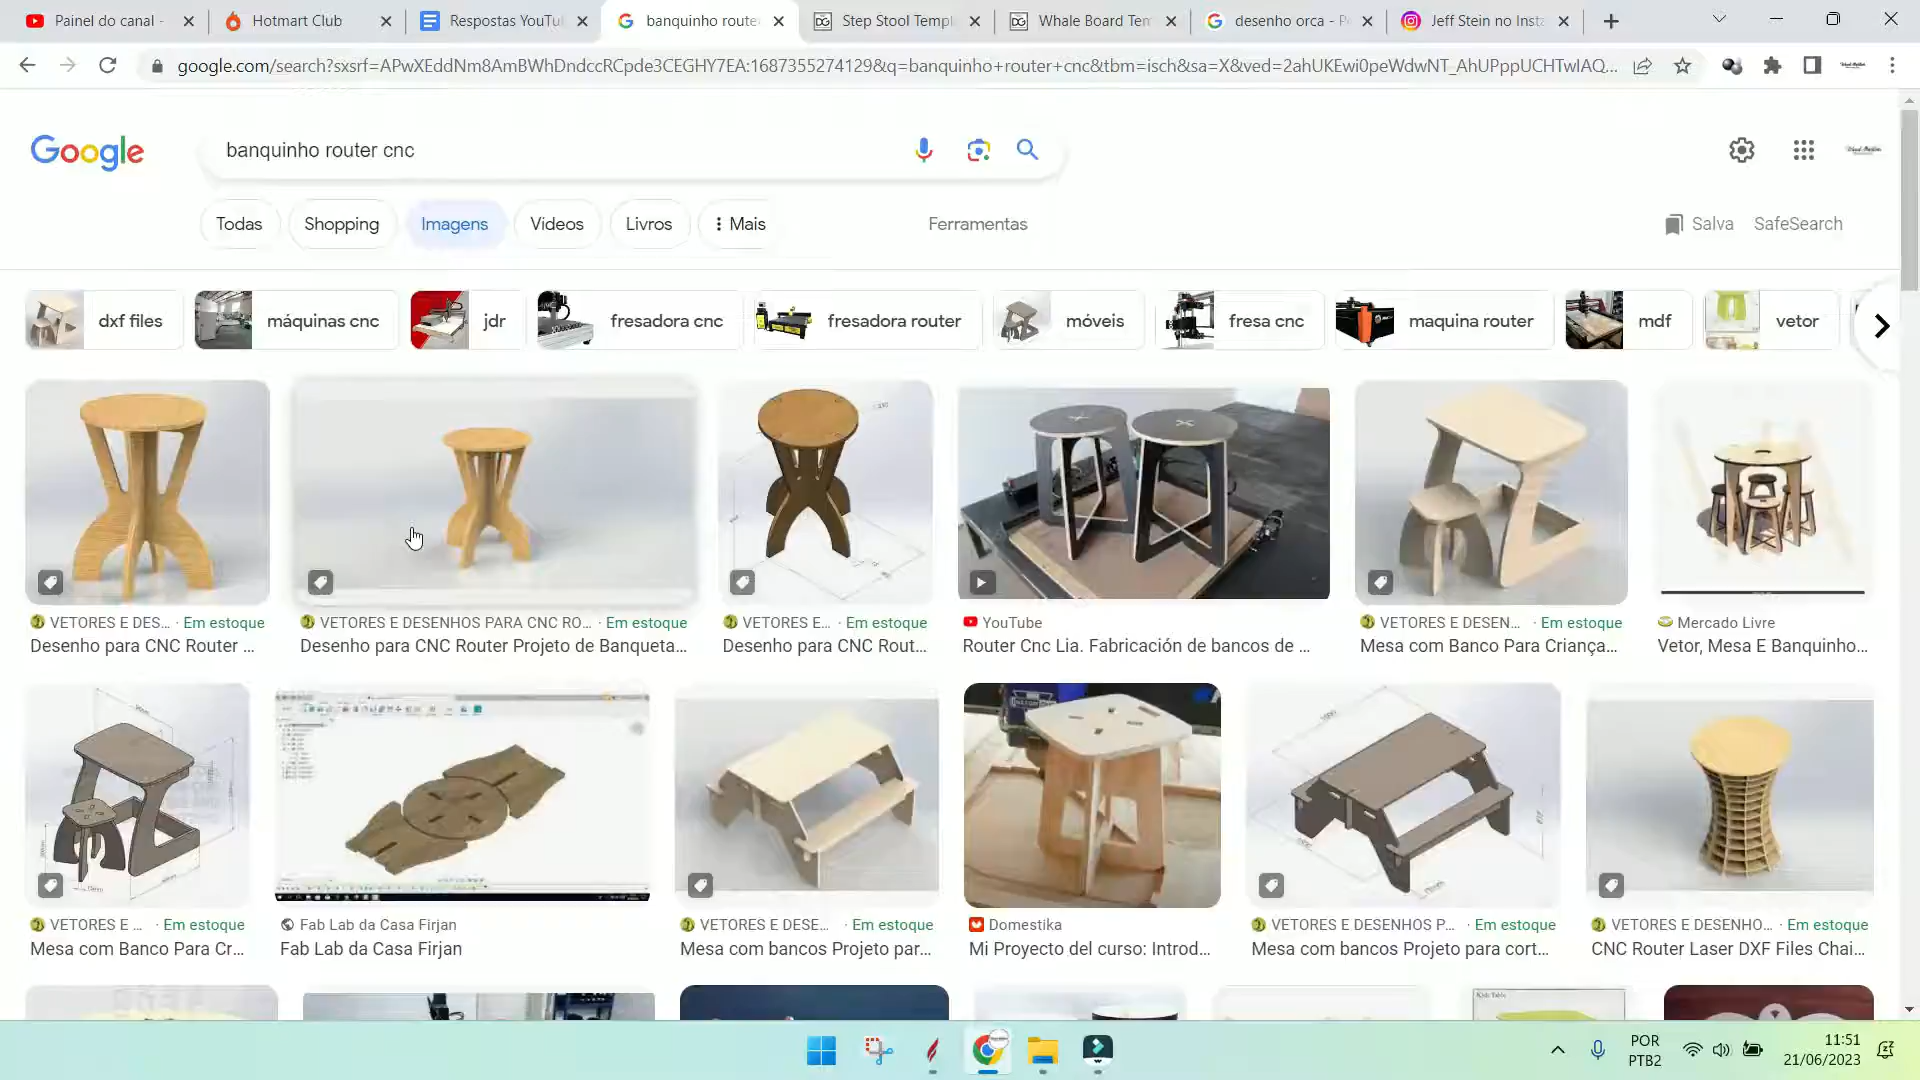 Painel do canal -
Hotmart Club
Respostas YouTu
banquinho route
Step Stool Templ
Whale Board Tem
desenho orca - P
Jeff Stein no Insta
google.com/search?sxsrf=APwXEddNm8AmBWhDndccRCpde3CEGHY7EA:1687355274129&q=banquinho+router+cnc&tbm=isch&sa=X&ved=2ahUKEwi0peWdwNT_AhUPppUCHTwIAQ...
Google
banquinho router cnc
Todas
Shopping
Imagens
Videos
Livros
Mais
Ferramentas
Salva
SafeSearch
dxf files
máquinas cnc
jdr
fresadora cnc
fresadora router
móveis
fresa cnc
maquina router
mdf
vetor
VETORES E DES... · Em estoque
Desenho para CNC Router ...
VETORES E DESENHOS PARA CNC RO... · Em estoque
Desenho para CNC Router Projeto de Banqueta...
VETORES E... · Em estoque
Desenho para CNC Rout...
YouTube
Router Cnc Lia. Fabricación de bancos de ...
VETORES E DESEN... · Em estoque
Mesa com Banco Para Criança...
Mercado Livre
Vetor, Mesa E Banquinho...
VETORES E ... · Em estoque
Mesa com Banco Para Cr...
Fab Lab da Casa Firjan
Fab Lab da Casa Firjan
VETORES E DESE... · Em estoque
Mesa com bancos Projeto par...
Domestika
Mi Proyecto del curso: Introd...
VETORES E DESENHOS P... · Em estoque
Mesa com bancos Projeto para cort...
VETORES E DESENHO... · Em estoque
CNC Router Laser DXF Files Chai...
Kids Table
POR
PTB2
11:51
21/06/2023